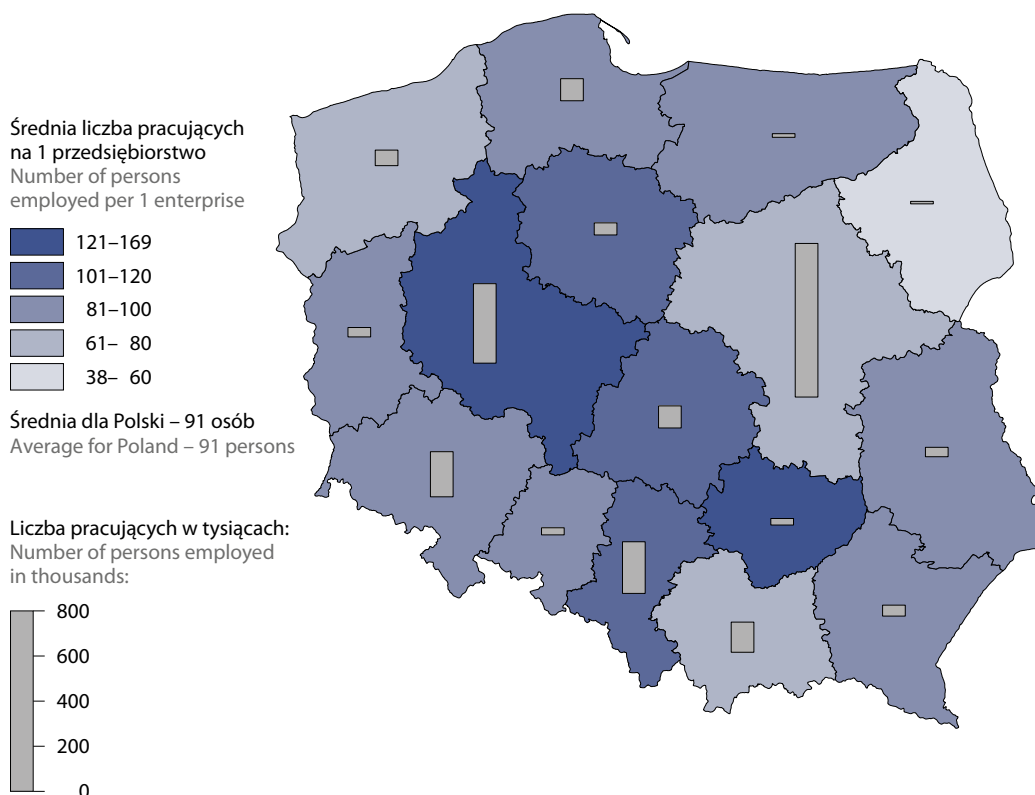 Średnia liczba pracujących
na 1 przedsiębiorstwo
Number of persons
employed per 1 enterprise
121–169
101–120
81–100
61– 80
38– 60
Średnia dla Polski – 91 osób
Average for Poland – 91 persons
Liczba pracujących w tysiącach:
Number of persons employed
in thousands:
800
600
400
200
0